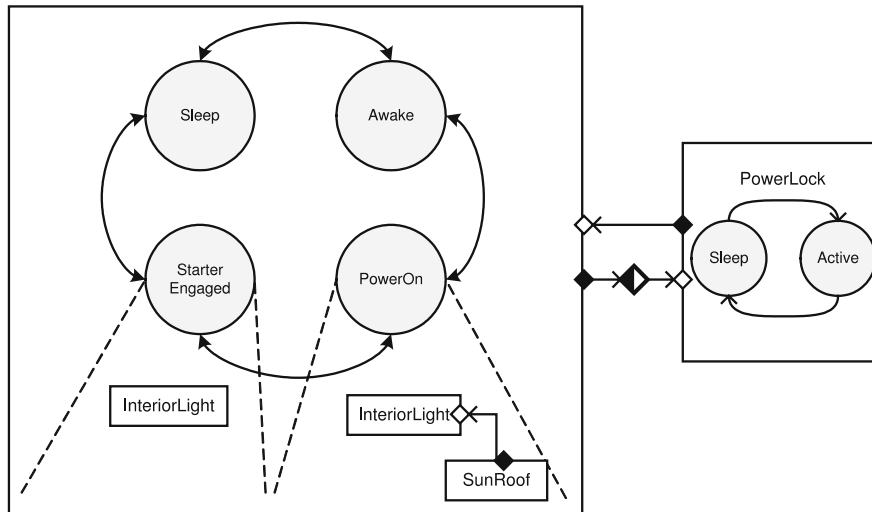 Sleep
Awake
PowerLock
Sleep
Active
Starter
Engaged
PowerOn
InteriorLight
InteriorLight
SunRoof